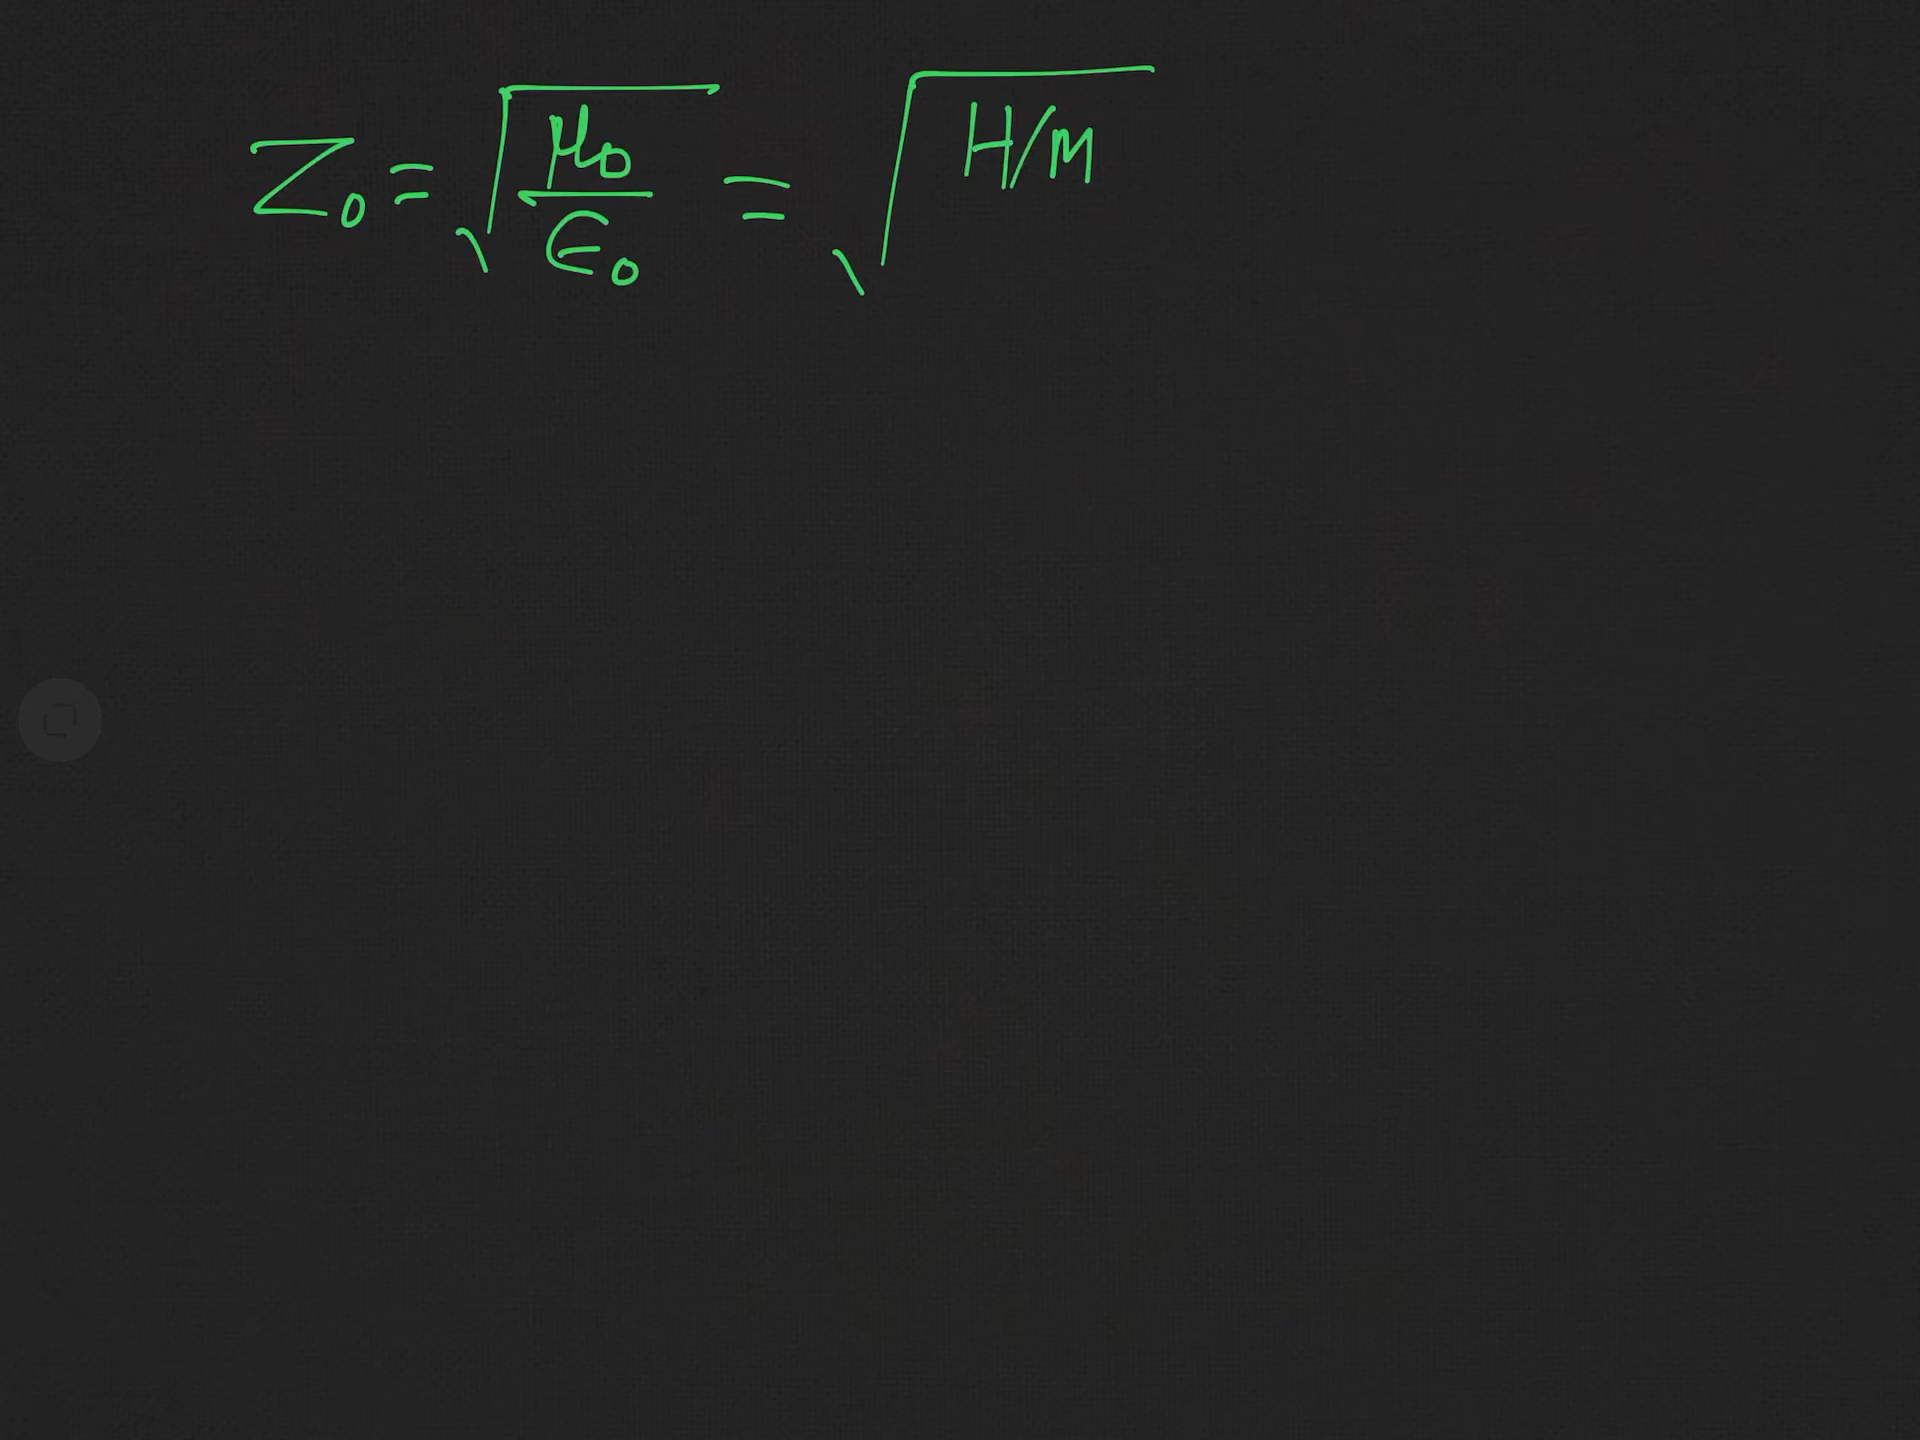 Z₀ = √(μ₀/ϵ₀) = √(H/m)